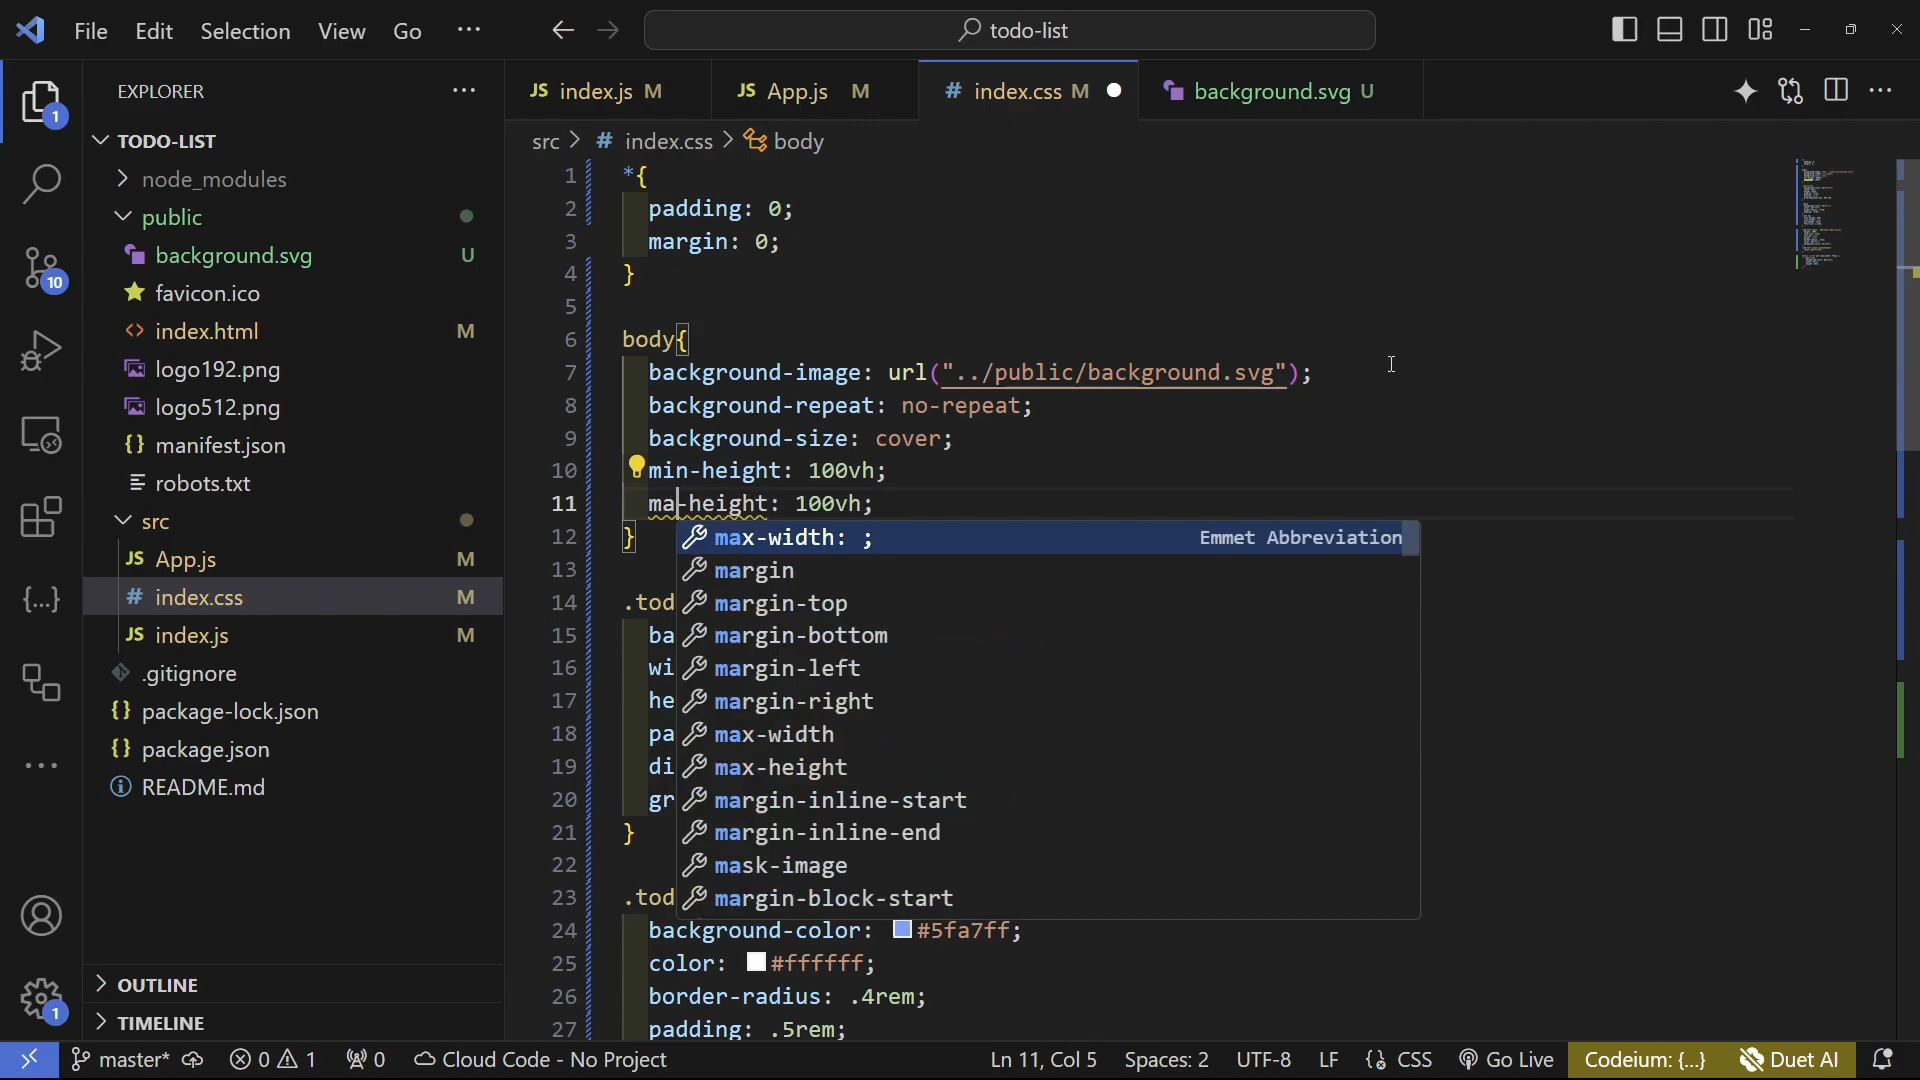 File Edit Selection View Go ··· todo-list
EXPLORER ···
TODO-LIST
node_modules
public
background.svg U
favicon.ico
<> index.html M
logo192.png
logo512.png
{} manifest.json
robots.txt
src
JS App.js M
# index.css M
JS index.js M
.gitignore
{} package-lock.json
{} package.json
README.md
OUTLINE
TIMELINE
1
10
{...}
1
JS index.js M JS App.js M # index.css M background.svg U ···
src > # index.css > body
1 *{
2 padding: 0;
3 margin: 0;
4 }
5
6 body{
7 background-image: url("../public/background.svg");
8 background-repeat: no-repeat;
9 background-size: cover;
10 min-height: 100vh;
11 ma-height: 100vh;
12 } max-width: ; Emmet Abbreviation
13 margin
14 .tod margin-top
15 ba margin-bottom
16 wi margin-left
17 he margin-right
18 pa max-width
19 di max-height
20 gr margin-inline-start
21 } margin-inline-end
22 mask-image
23 .tod margin-block-start
24 background-color: #5fa7ff;
25 color: #ffffff;
26 border-radius: .4rem;
27 padding: .5rem;
master* 0 1 0 Cloud Code - No Project Ln 11, Col 5 Spaces: 2 UTF-8 LF {} CSS Go Live Codeium: {...} Duet AI